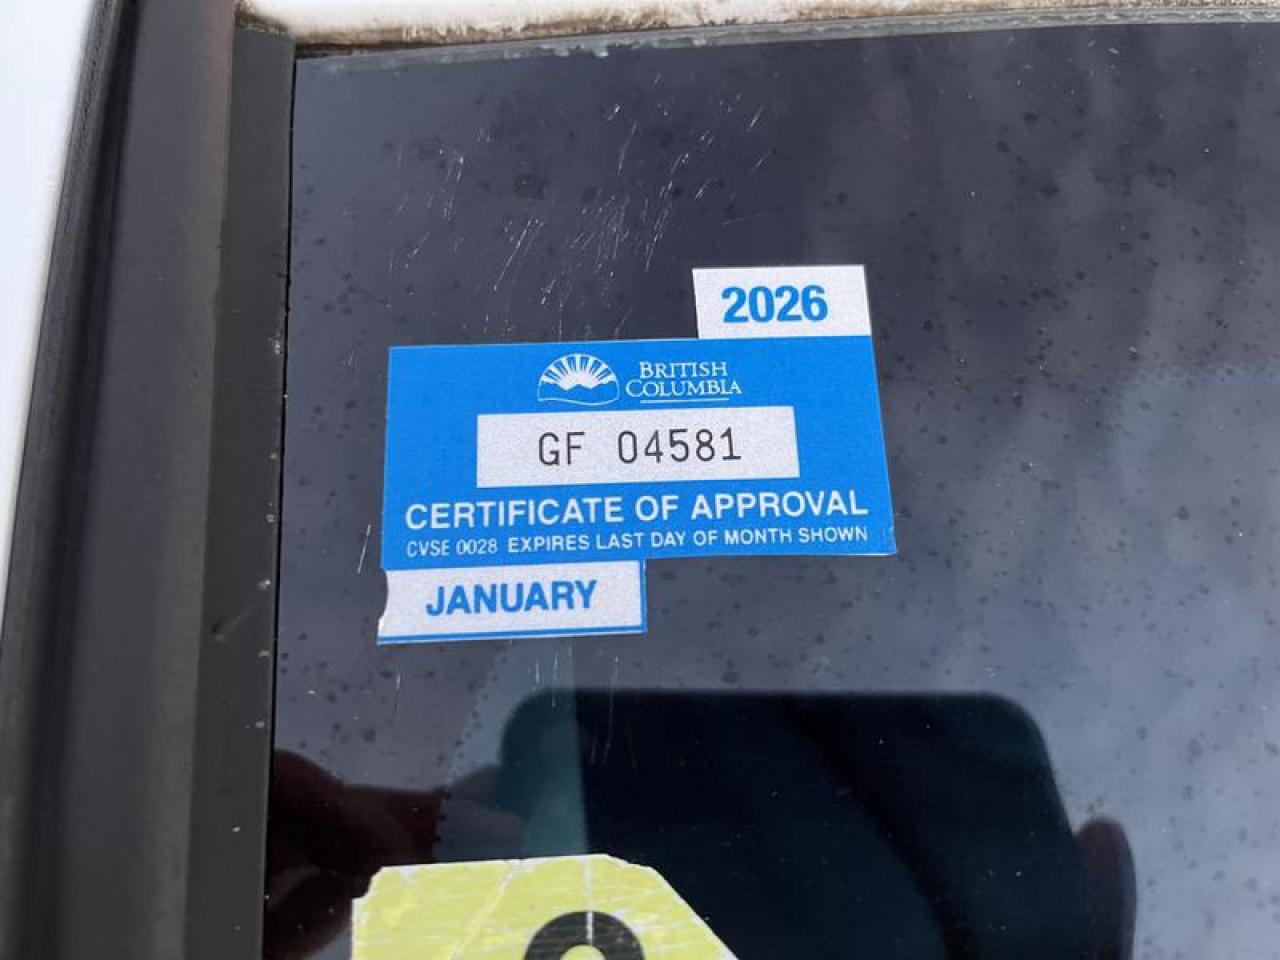 2026
BRITISH
COLUMBIA
GF 04581
CERTIFICATE OF APPROVAL
CVSE 0028 EXPIRES LAST DAY OF MONTH SHOWN
JANUARY